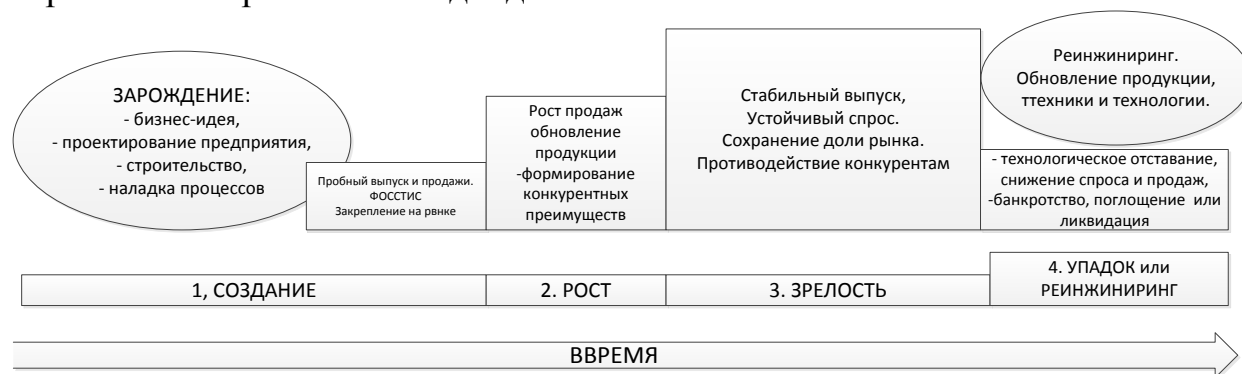 ЗАРОЖДЕНИЕ:
- бизнес-идея,
- проектирование предприятия,
- строительство,
- наладка процессов
Пробный выпуск и продажи.
ФОССТИС
Закрепление на рвнке
Рост продаж
обновление
продукции
-формирование
конкурентных
преимуществ
Стабильный выпуск,
Устойчивый спрос.
Сохранение доли рынка.
Противодействие конкурентам
Реинжиниринг.
Обновление продукции,
ттехники и технологии.
- технологическое отставание,
снижение спроса и продаж,
-банкротство, поглощение или
ликвидация
1, СОЗДАНИЕ
2. РОСТ
3. ЗРЕЛОСТЬ
4. УПАДОК или
РЕИНЖИНИРИНГ
ВВРЕМЯ